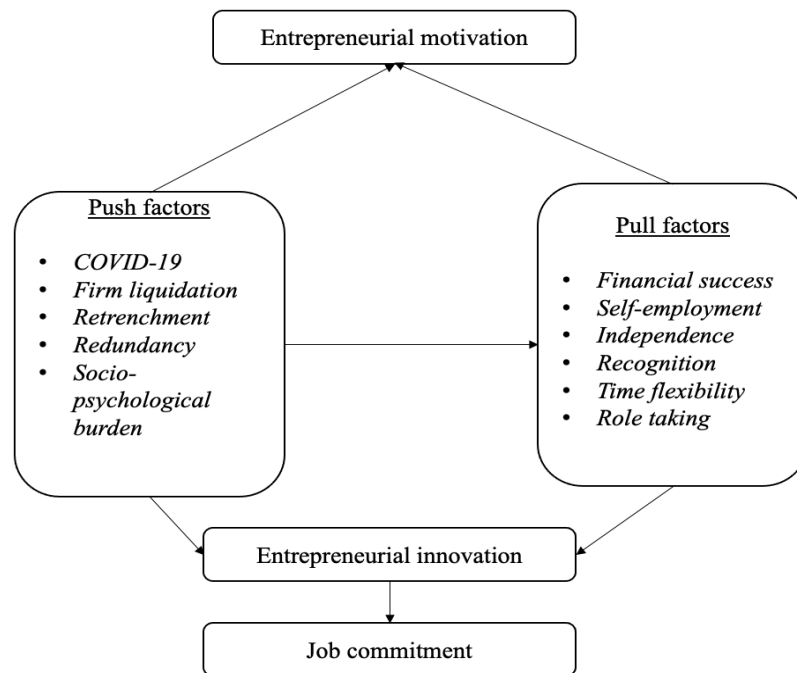 Entrepreneurial motivation
Push factors
• COVID-19
• Firm liquidation
• Retrenchment
• Redundancy
• Socio-
psychological
burden
Pull factors
• Financial success
• Self-employment
• Independence
• Recognition
• Time flexibility
• Role taking
Entrepreneurial innovation
Job commitment